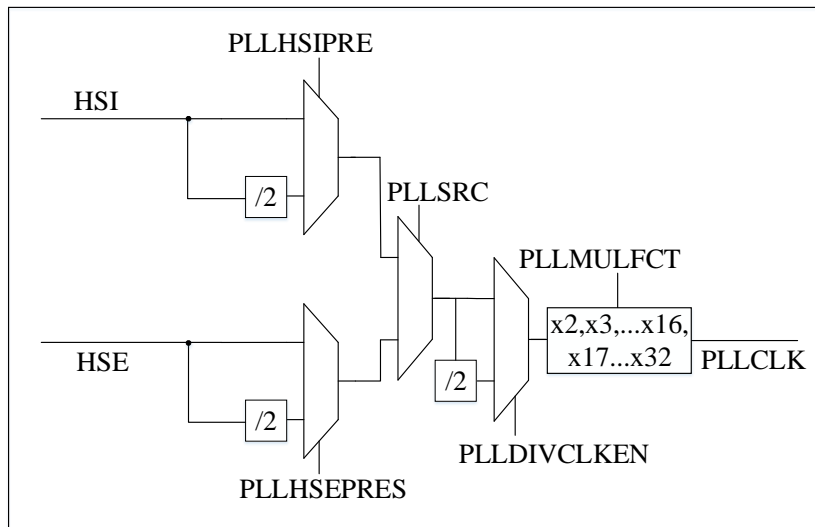 PLLHSIPRE
HSI
/2
PLLSRC
PLLMULFCT
x2,x3,...x16,
x17...x32
PLLCLK
HSE
/2
/2
PLLDIVCLKEN
PLLHSEPRES